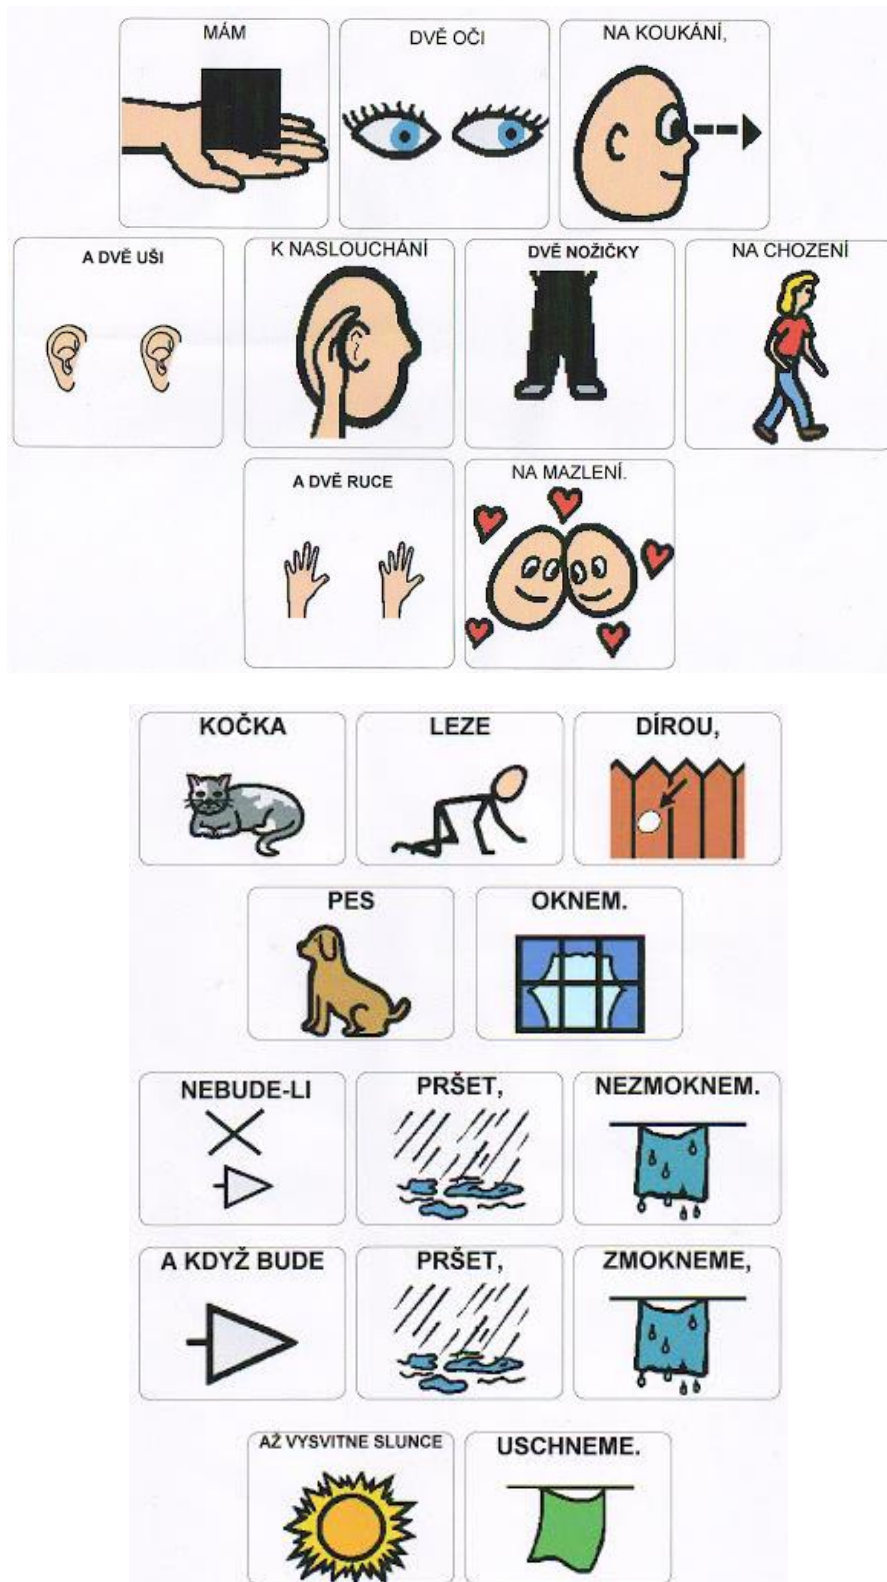 MÁM DVĚ OČI NA KOUKÁNÍ,
A DVĚ UŠI K NASLOUCHÁNÍ DVĚ NOŽIČKY NA CHOZENÍ
A DVĚ RUCE NA MAZLENÍ.
KOČKA LEZE DÍROU,
PES OKNEM.
NEBUDE-LI PRŠET, NEZMOKNEM.
A KDYŽ BUDE PRŠET, ZMOKNEME,
AŽ VYSVITNE SLUNCE USCHNEME.